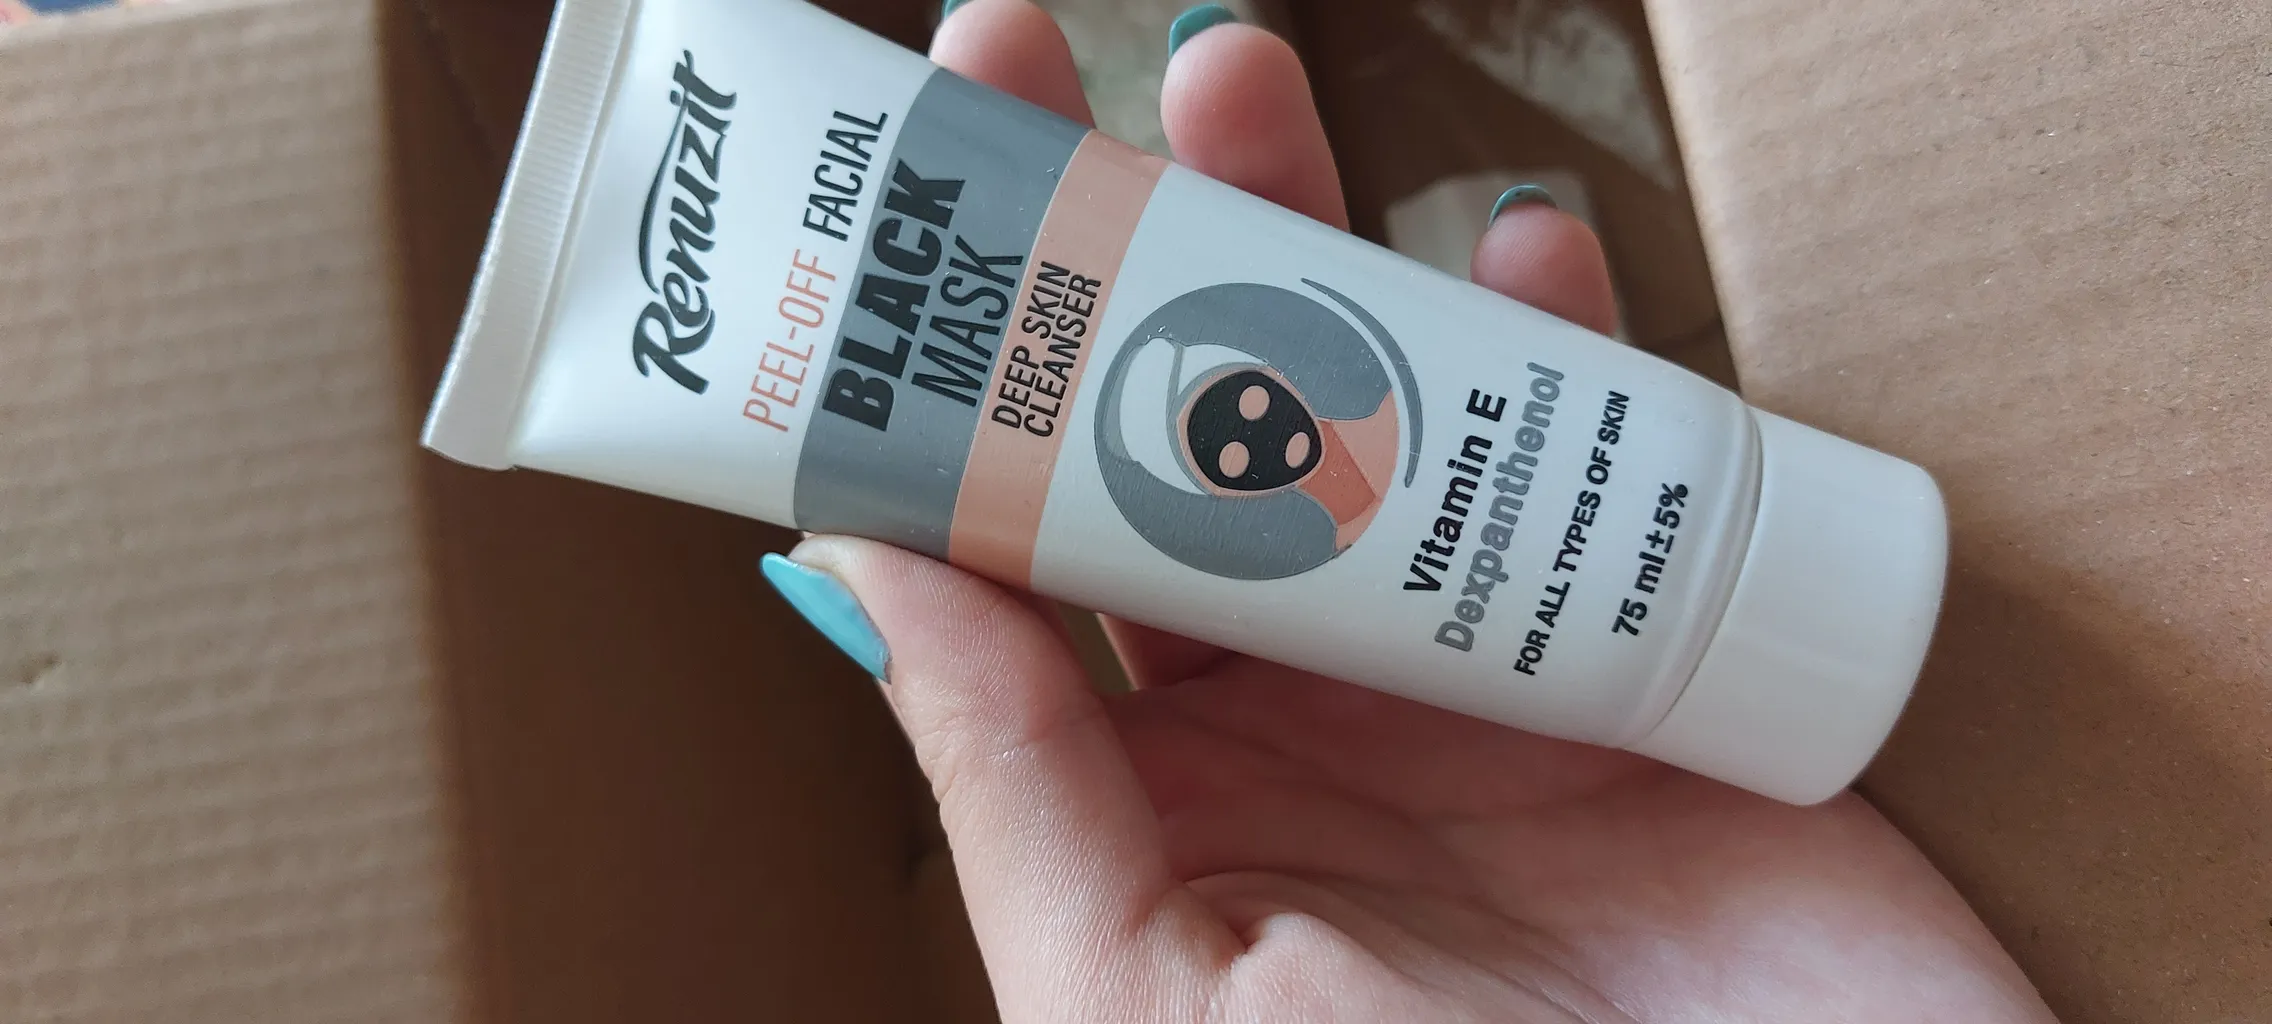 Renuzit
PEEL-OFF FACIAL
BLACK
MASK
DEEP SKIN
CLEANSER
Vitamin E
Dexpanthenol
FOR ALL TYPES OF SKIN
75 ml±5%